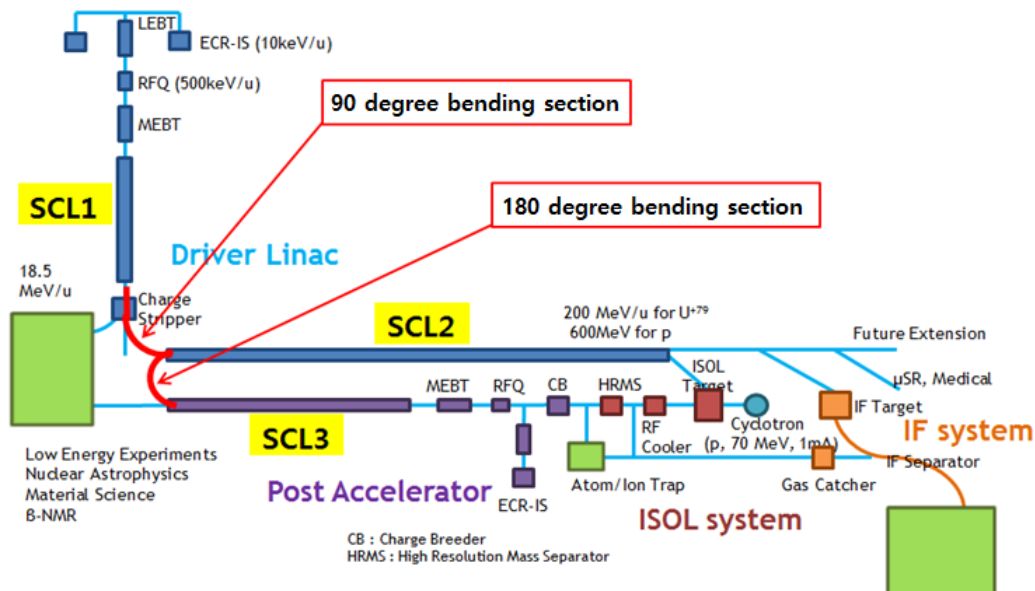 LEBT
ECR-IS (10keV/u)
RFQ (500keV/u)
MEBT
90 degree bending section
SCL1
180 degree bending section
Driver Linac
18.5
MeV/u
Charge
Stripper
SCL2
200 MeV/u for U+79
600MeV for p
Future Extension
μSR, Medical
MEBT
RFQ
CB
HRMS
ISOL
Target
RF
Cooler
Cyclotron
(p, 70 MeV, 1mA)
IF Target
IF system
IF Separator
SCL3
Low Energy Experiments
Nuclear Astrophysics
Material Science
β-NMR
Post Accelerator
ECR-IS
Atom/Ion Trap
Gas Catcher
ISOL system
CB : Charge Breeder
HRMS : High Resolution Mass Separator